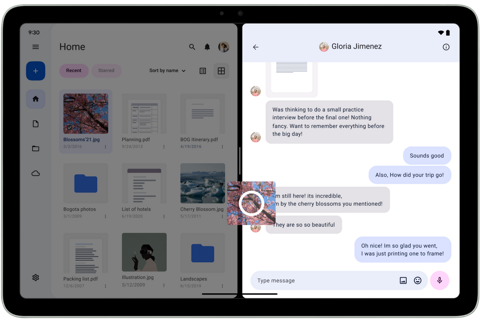 9:30
Home
Recent
Starred
Sort by name
Blossoms'21.jpg
Planning.pdf
BOG Itinerary.pdf
Bogota photos
List of hotels
Cherry Blossom.jpg
Packing list.pdf
Illustration.jpg
Landscapes
Gloria Jimenez
Was thinking to do a small practice
interview before the final one! Nothing
fancy. Want to remember everything before
the big day!
Sounds good
Also, How did your trip go!
I'm still here! its incredible,
by the cherry blossoms you mentioned!
They are so so beautiful
Oh nice! Im so glad you went,
I was just printing one to frame!
Type message